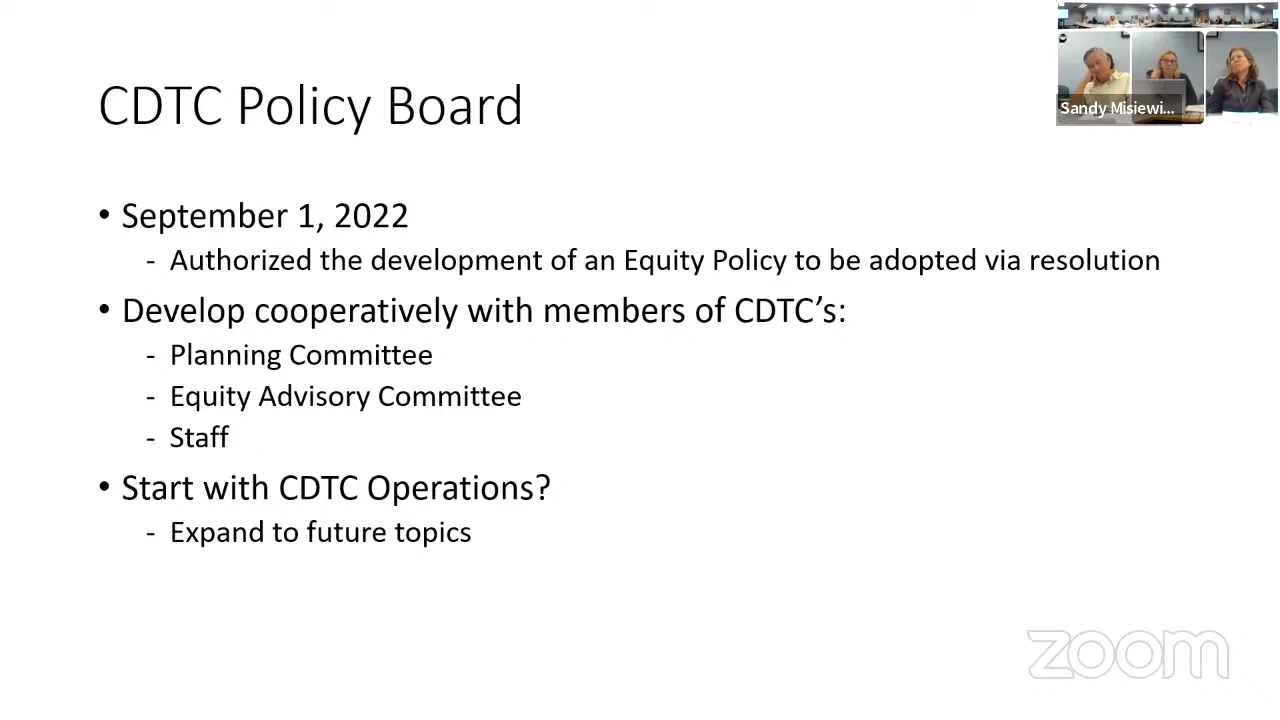 CDTC Policy Board
Sandy Misiewi...
• September 1, 2022
- Authorized the development of an Equity Policy to be adopted via resolution
• Develop cooperatively with members of CDTC’s:
- Planning Committee
- Equity Advisory Committee
- Staff
• Start with CDTC Operations?
- Expand to future topics
zoom